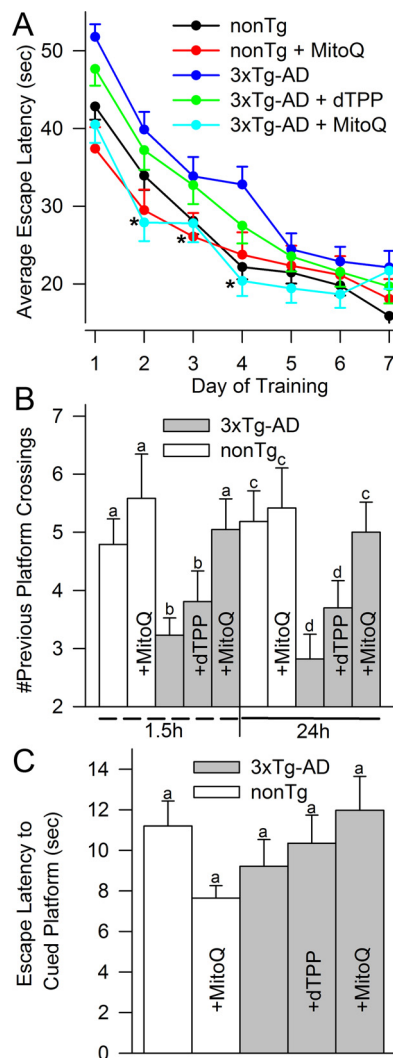 A
Average Escape Latency (sec)
50
40
30
20
nonTg
nonTg + MitoQ
3xTg-AD
3xTg-AD + dTPP
3xTg-AD + MitoQ
*
*
*
1 2 3 4 5 6 7
Day of Training
B
#Previous Platform Crossings
7
6
5
4
3
2
3xTg-AD
nonTg
a
a
b
b
a
c
c
d
d
c
+MitoQ
+dTPP
+MitoQ
+MitoQ
+dTPP
+MitoQ
1.5h
24h
C
Escape Latency to
Cued Platform (sec)
14
12
10
8
6
4
2
0
3xTg-AD
nonTg
a
a
a
a
a
+MitoQ
+dTPP
+MitoQ